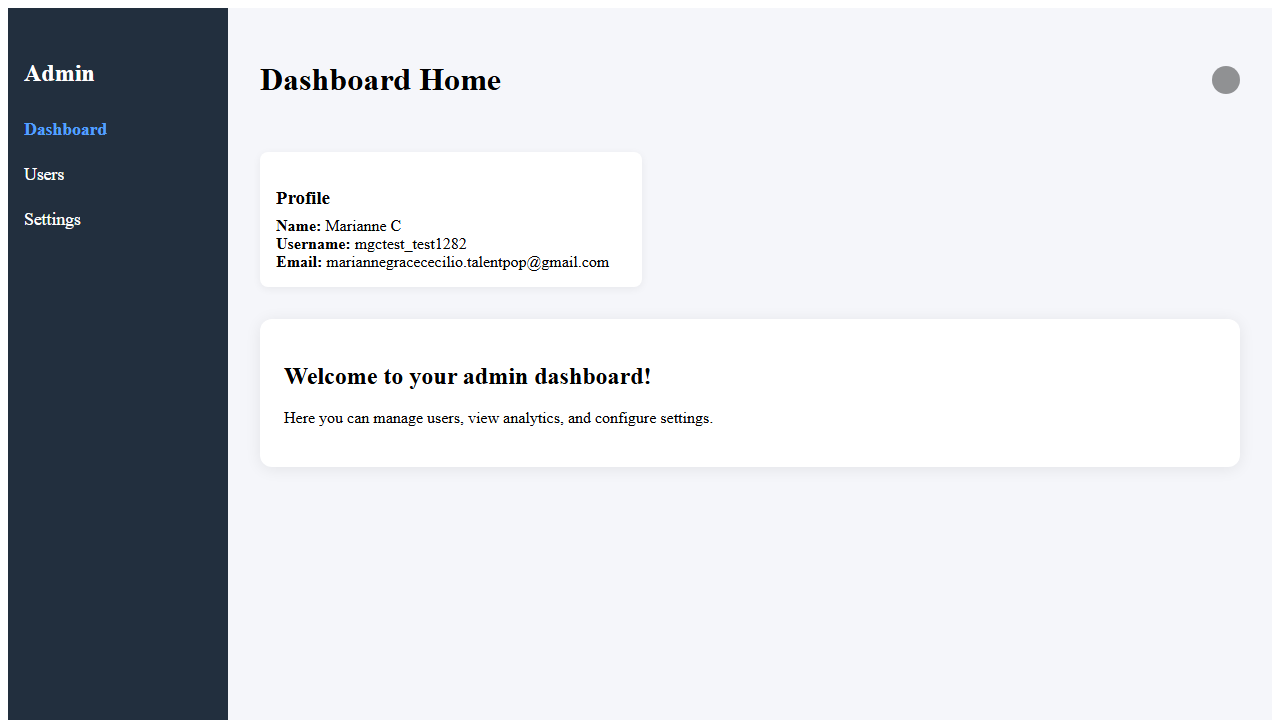 Admin
Dashboard
Users
Settings
Dashboard Home
Profile
Name: Marianne C
Username: mgctest_test1282
Email: mariannegracececilio.talentpop@gmail.com
Welcome to your admin dashboard!
Here you can manage users, view analytics, and configure settings.